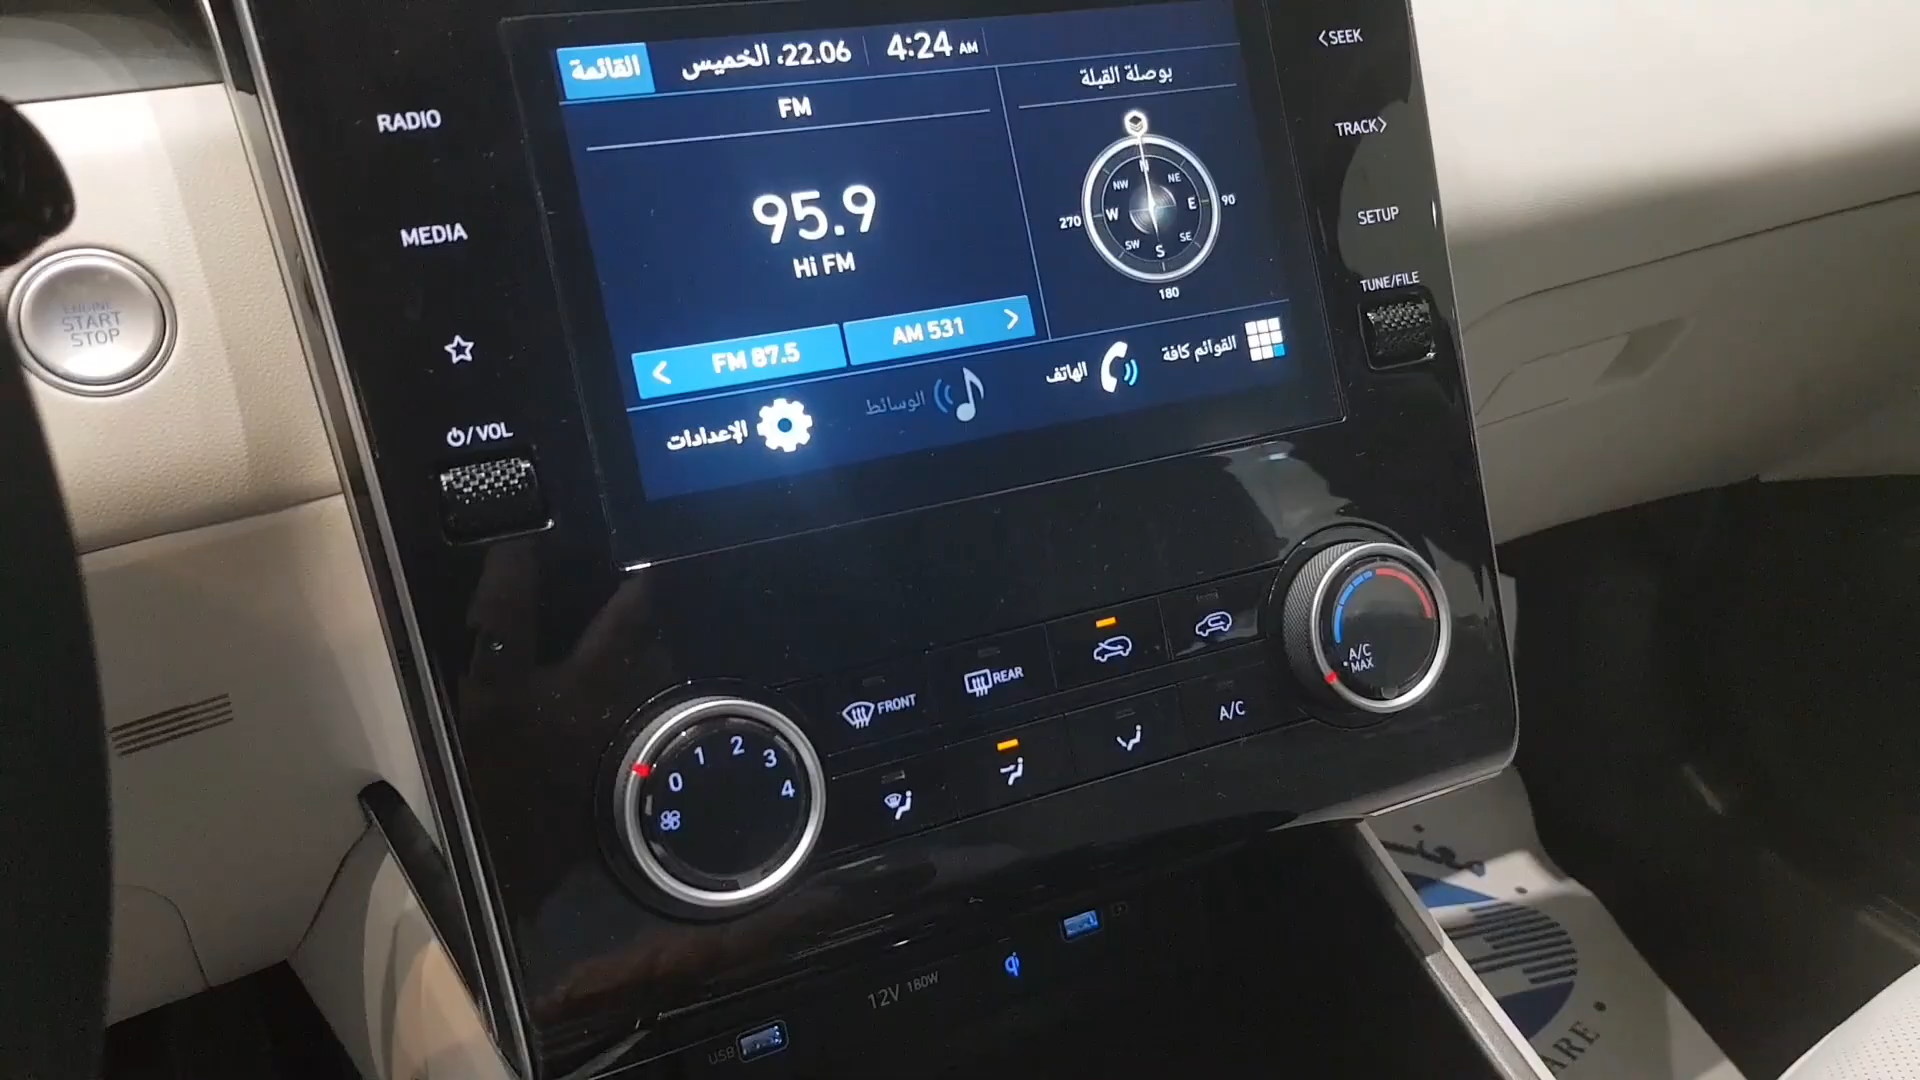 القائمة
22.06، الخميس
4:24 AM
FM
95.9
Hi FM
FM 87.5
AM 531
بوصلة القبلة
N
NW
NE
270
W
E
90
SW
SE
S
180
الإعدادات
الوسائط
الهاتف
القوائم كافة
RADIO
MEDIA
/VOL
SEEK
TRACK
SETUP
TUNE/FILE
ENGINE
START
STOP
FRONT
REAR
A/C
A/C
MAX
0
1
2
3
4
12V 180W
USB